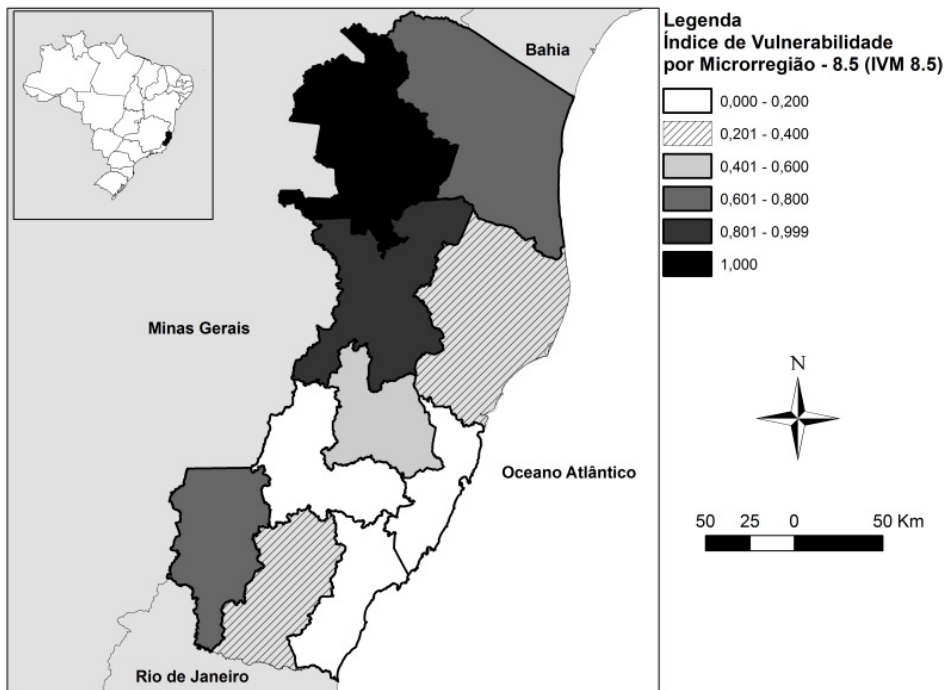 Legenda
Índice de Vulnerabilidade
por Microrregião - 8.5 (IVM 8.5)
0,000 - 0,200
0,201 - 0,400
0,401 - 0,600
0,601 - 0,800
0,801 - 0,999
1,000
Bahia
Minas Gerais
N
Oceano Atlântico
50 25 0 50 Km
Rio de Janeiro